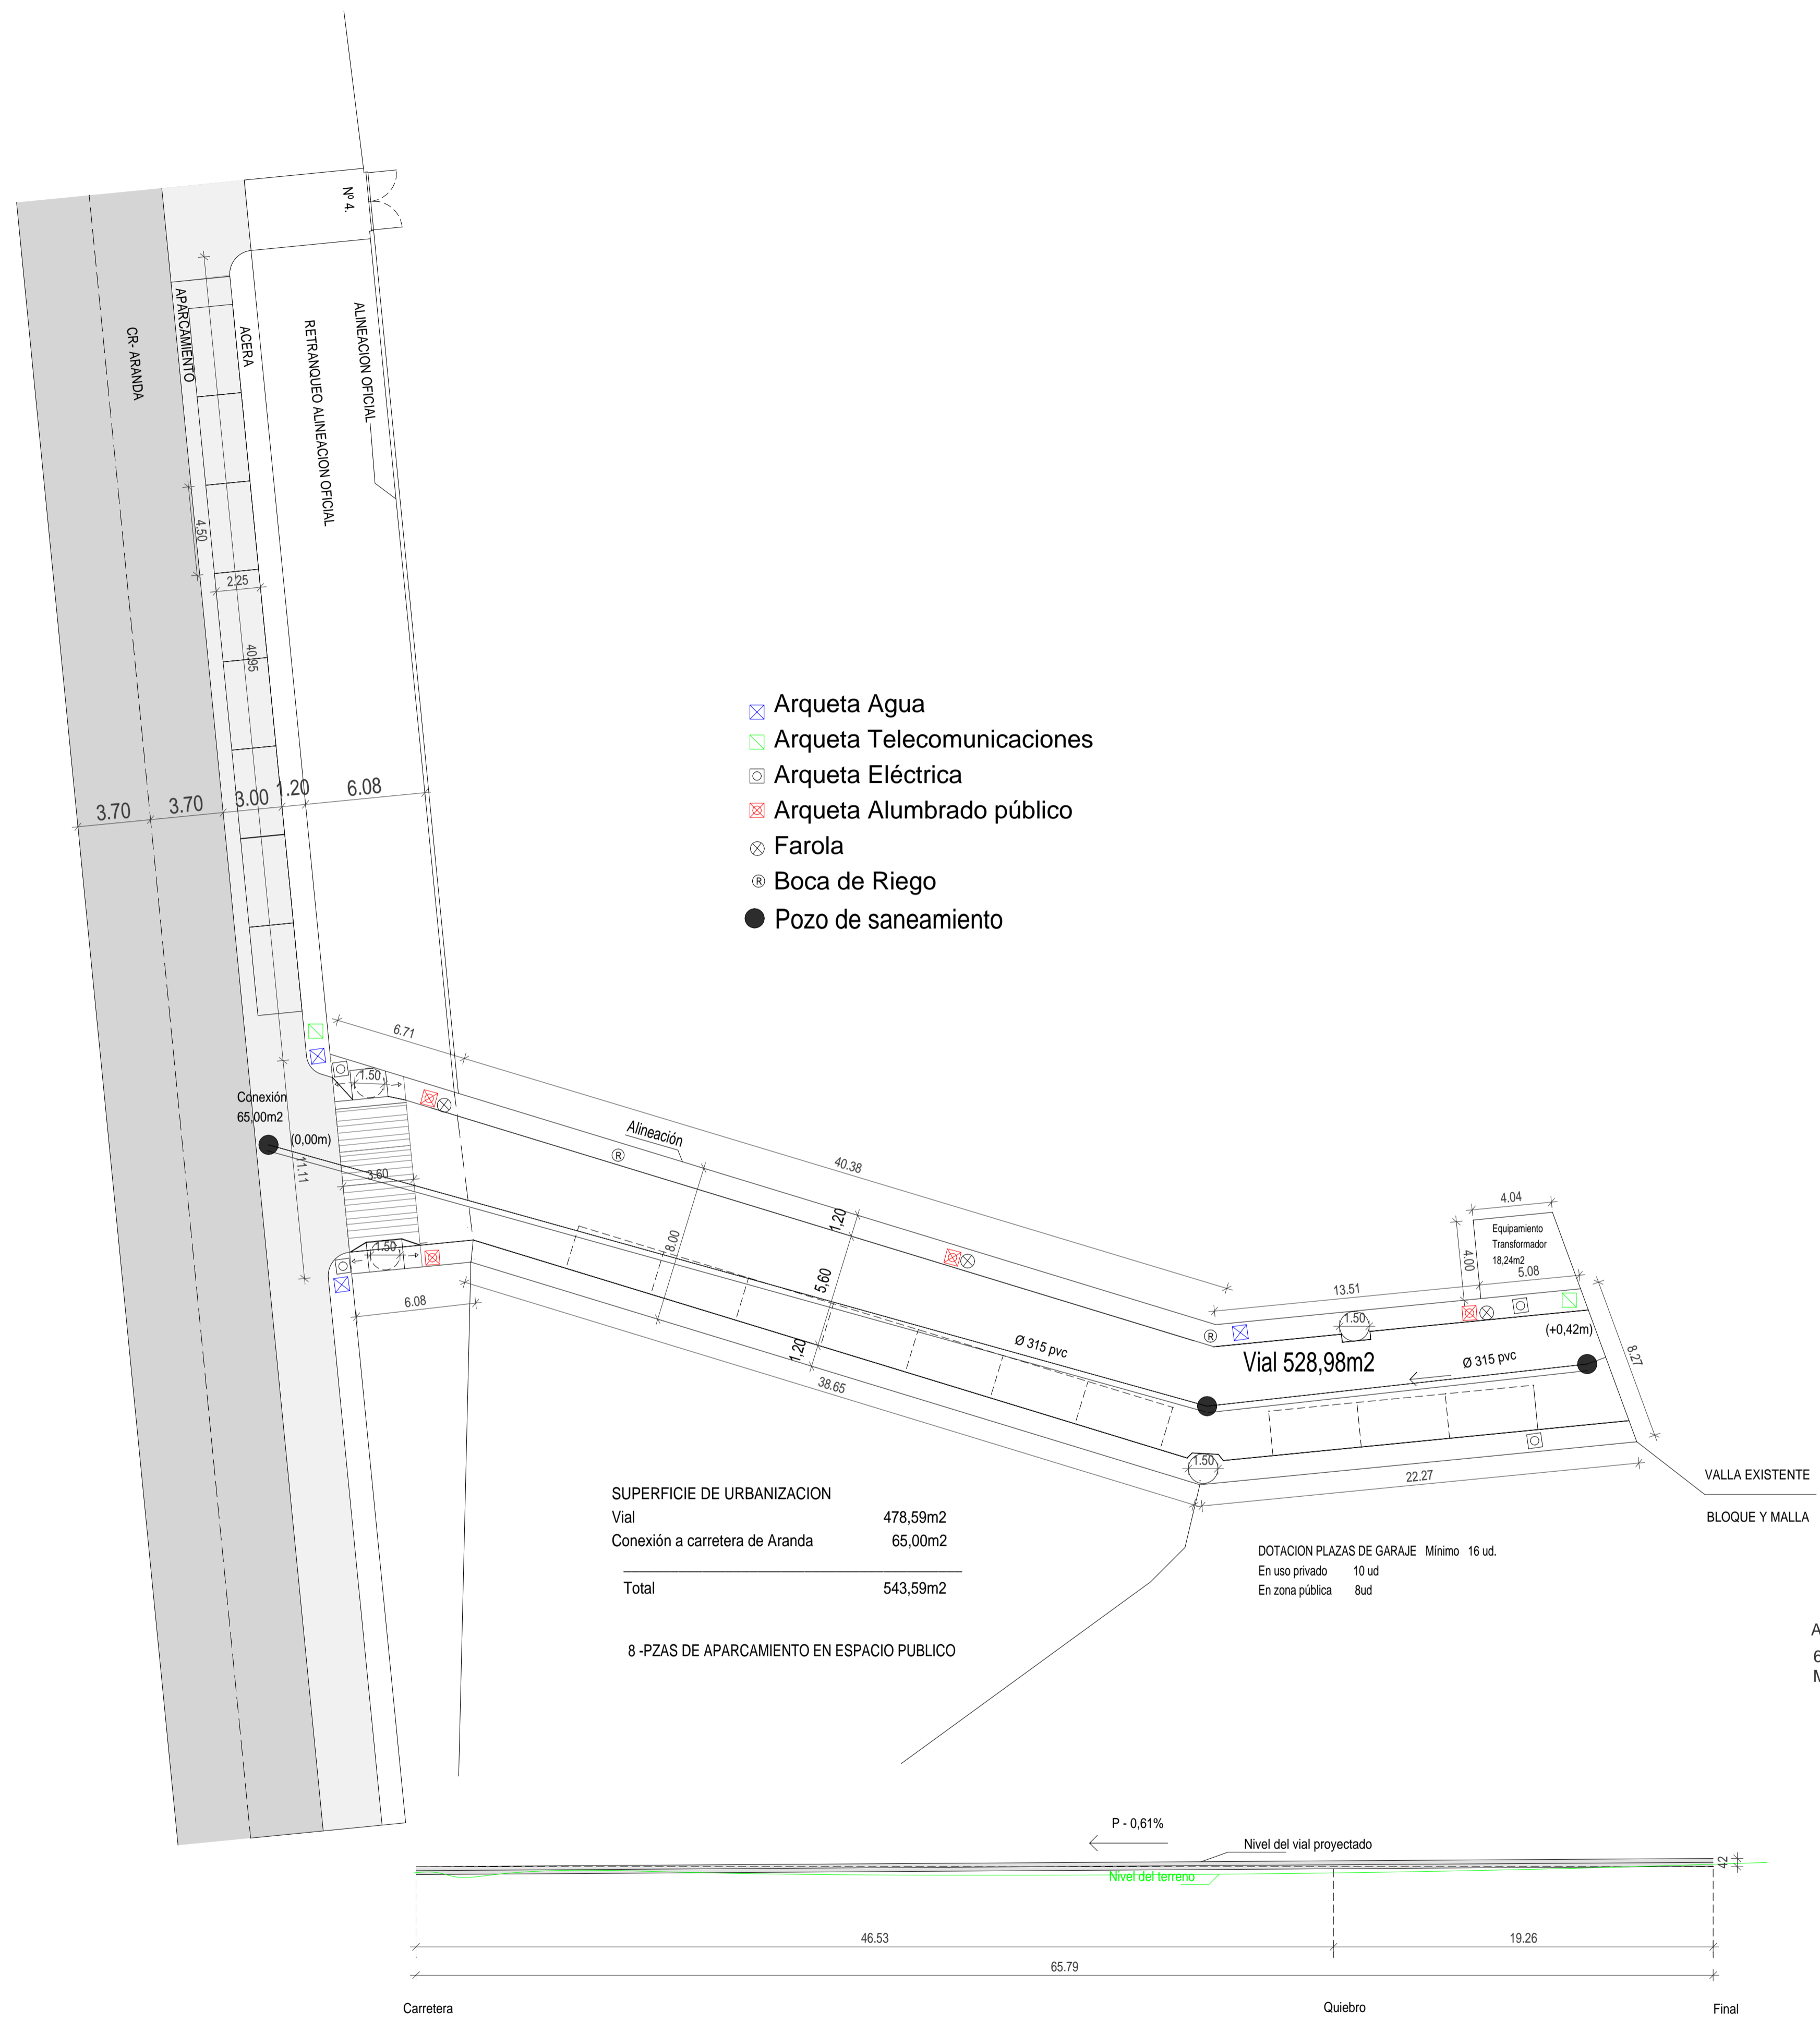 Nº 4.
CR- ARANDA
APARCAMIENTO
ACERA
RETRANQUEO ALINEACION OFICIAL
ALINEACION OFICIAL
4.50
2.25
40.95
3.70
3.70
3.00
1.20
6.08
Arqueta Agua
Arqueta Telecomunicaciones
Arqueta Eléctrica
Arqueta Alumbrado público
Farola
R
Boca de Riego
Pozo de saneamiento
6.71
1.50
Conexión
65,00m2
(0,00m)
11.11
3.60
1.50
6.08
R
Alineación
40.38
8.00
1,20
5,60
1,20
38.65
Ø 315 pvc
4.04
4.00
Equipamiento
Transformador
18,24m2
5.08
13.51
R
1.50
(+0,42m)
8.27
Vial 528,98m2
Ø 315 pvc
1.50
22.27
VALLA EXISTENTE
BLOQUE Y MALLA
SUPERFICIE DE URBANIZACION
Vial 478,59m2
Conexión a carretera de Aranda 65,00m2
Total 543,59m2
8 -PZAS DE APARCAMIENTO EN ESPACIO PUBLICO
DOTACION PLAZAS DE GARAJE Mínimo 16 ud.
En uso privado 10 ud
En zona pública 8ud
A
6
M
P - 0,61%
Nivel del vial proyectado
Nivel del terreno
42
46.53
19.26
65.79
Carretera
Quiebro
Final